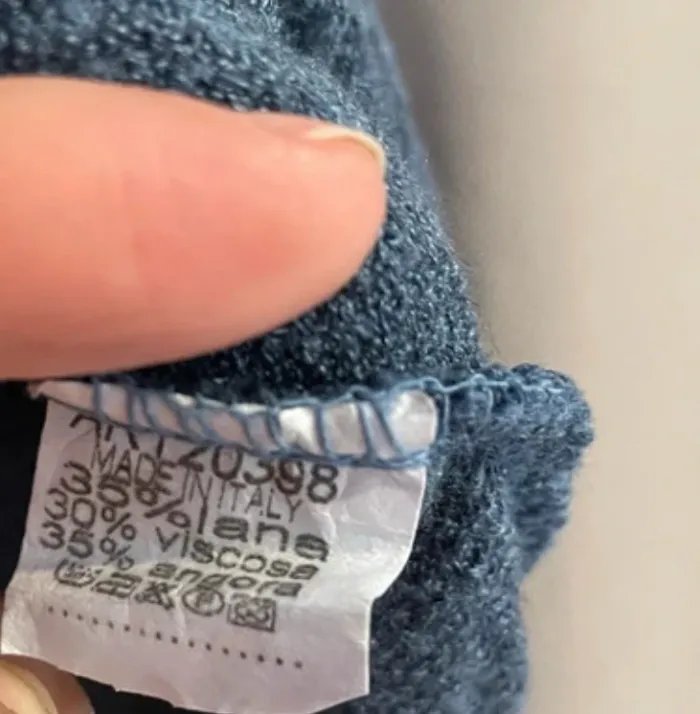 ART20398
MADE IN ITALY
35% lana
30% viscosa
35% angora